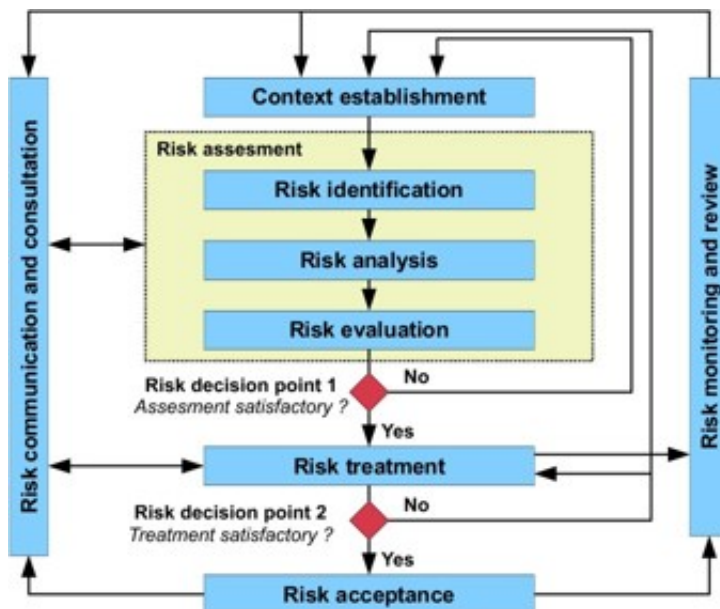 Context establishment
Risk assesment
Risk identification
Risk analysis
Risk evaluation
Risk decision point 1
Assesment satisfactory ?
No
Yes
Risk treatment
Risk decision point 2
Treatment satisfactory ?
No
Yes
Risk acceptance
Risk communication and consultation
Risk monitoring and review